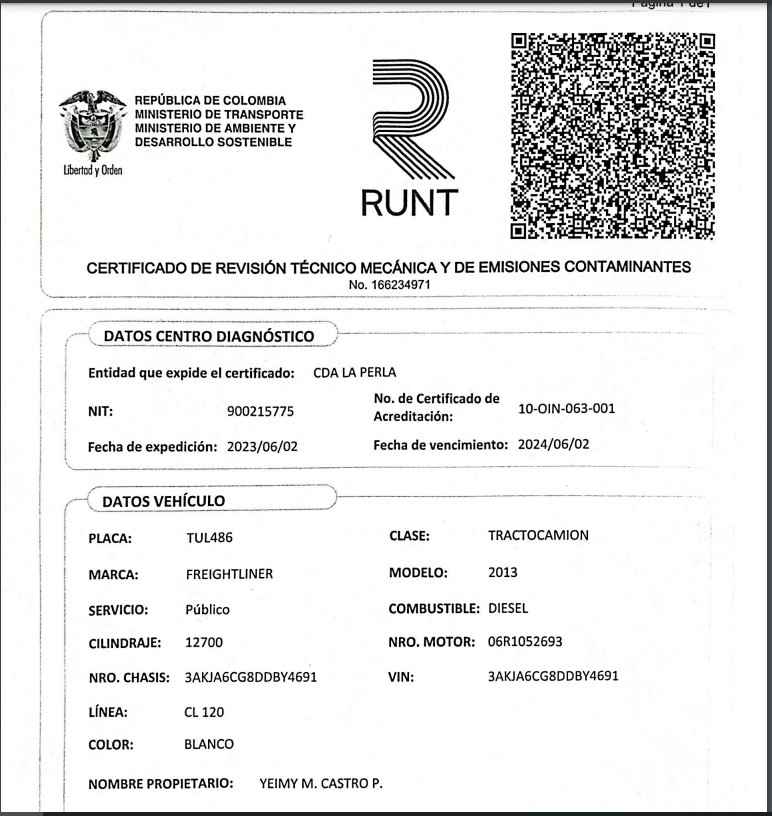 Página 1 de 1
REPÚBLICA DE COLOMBIA
MINISTERIO DE TRANSPORTE
MINISTERIO DE AMBIENTE Y
DESARROLLO SOSTENIBLE
Libertad y Orden
RUNT
CERTIFICADO DE REVISIÓN TÉCNICO MECÁNICA Y DE EMISIONES CONTAMINANTES
No. 166234971
DATOS CENTRO DIAGNÓSTICO
Entidad que expide el certificado: CDA LA PERLA
NIT: 900215775 No. de Certificado de Acreditación: 10-OIN-063-001
Fecha de expedición: 2023/06/02 Fecha de vencimiento: 2024/06/02
DATOS VEHÍCULO
PLACA: TUL486 CLASE: TRACTOCAMION
MARCA: FREIGHTLINER MODELO: 2013
SERVICIO: Público COMBUSTIBLE: DIESEL
CILINDRAJE: 12700 NRO. MOTOR: 06R1052693
NRO. CHASIS: 3AKJA6CG8DDBY4691 VIN: 3AKJA6CG8DDBY4691
LÍNEA: CL 120
COLOR: BLANCO
NOMBRE PROPIETARIO: YEIMY M. CASTRO P.